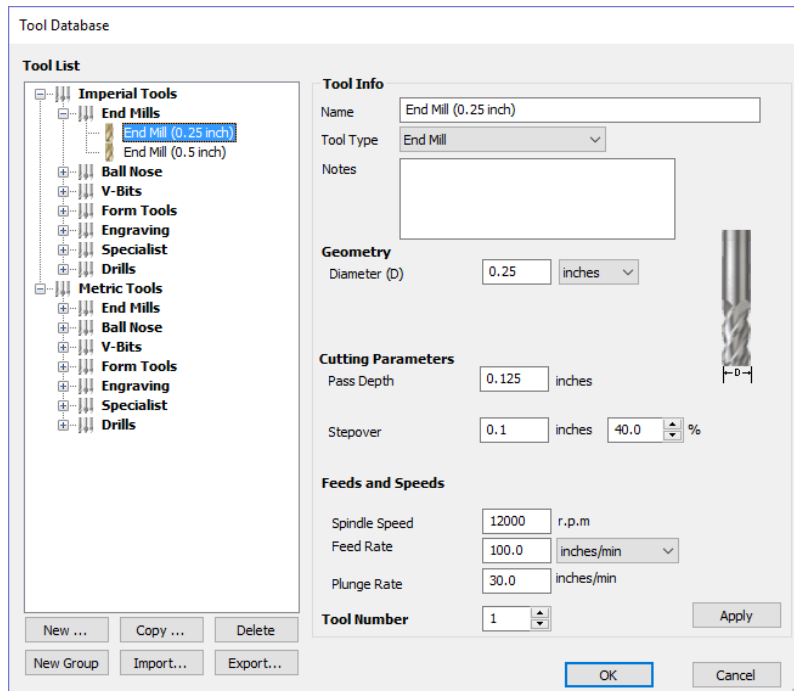 Tool Database
Tool List
Imperial Tools
End Mills
End Mill (0.25 inch)
End Mill (0.5 inch)
Ball Nose
V-Bits
Form Tools
Engraving
Specialist
Drills
Metric Tools
End Mills
Ball Nose
V-Bits
Form Tools
Engraving
Specialist
Drills
New ... Copy ... Delete
New Group Import... Export...
Tool Info
Name End Mill (0.25 inch)
Tool Type End Mill
Notes
Geometry
Diameter (D) 0.25 inches
D
Cutting Parameters
Pass Depth 0.125 inches
Stepover 0.1 inches 40.0 %
Feeds and Speeds
Spindle Speed 12000 r.p.m
Feed Rate 100.0 inches/min
Plunge Rate 30.0 inches/min
Tool Number 1
Apply
OK Cancel